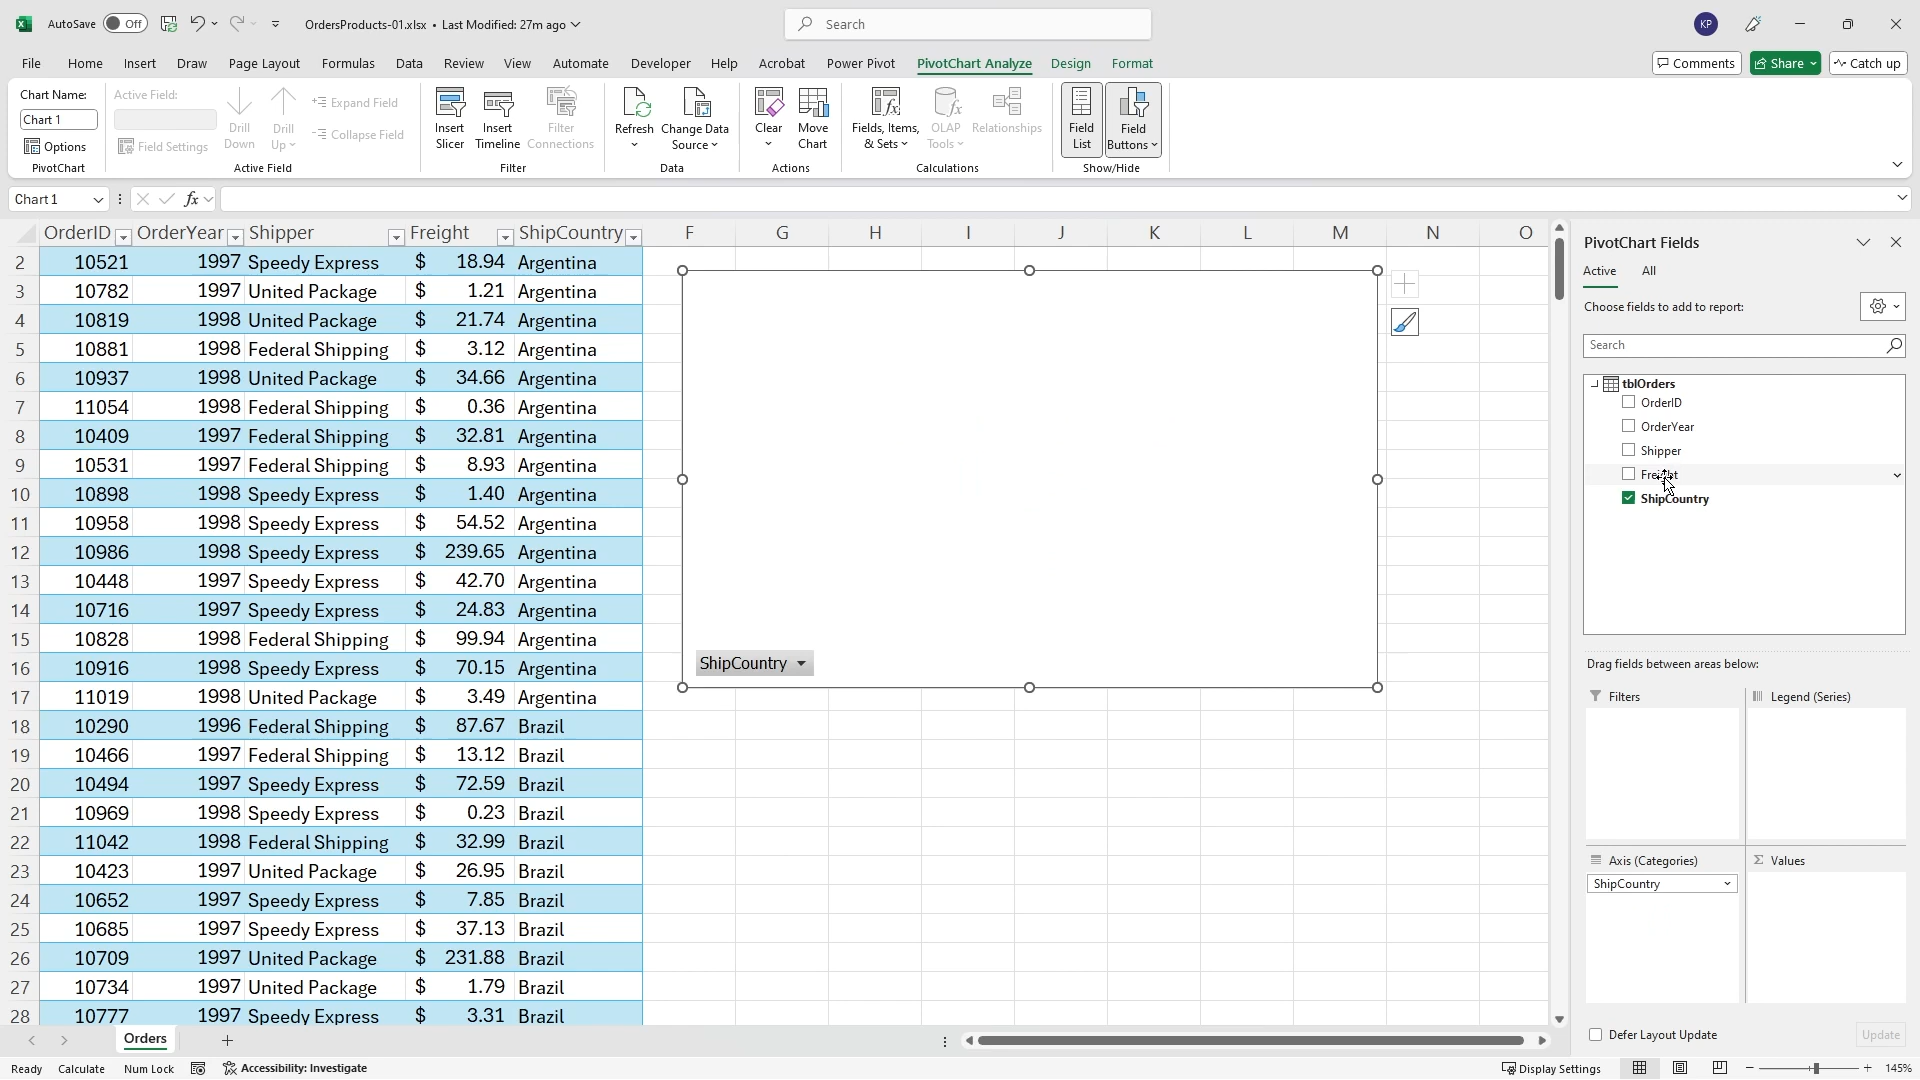 AutoSave Off OrdersProducts-01.xlsx • Last Modified: 27m ago Search KP
File Home Insert Draw Page Layout Formulas Data Review View Automate Developer Help Acrobat Power Pivot PivotChart Analyze Design Format Comments Share Catch up
Chart Name:
Chart 1
Options
PivotChart
Active Field:
Field Settings
Drill Down
Drill Up
Expand Field
Collapse Field
Active Field
Insert Slicer
Insert Timeline
Filter Connections
Filter
Refresh
Change Data Source
Data
Clear
Move Chart
Actions
Fields, Items, & Sets
OLAP Tools
Relationships
Calculations
Field List
Field Buttons
Show/Hide
Chart 1 fx
OrderID OrderYear Shipper Freight ShipCountry F G H I J K L M N O
2 10521 1997 Speedy Express $ 18.94 Argentina
3 10782 1997 United Package $ 1.21 Argentina
4 10819 1998 United Package $ 21.74 Argentina
5 10881 1998 Federal Shipping $ 3.12 Argentina
6 10937 1998 United Package $ 34.66 Argentina
7 11054 1998 Federal Shipping $ 0.36 Argentina
8 10409 1997 Federal Shipping $ 32.81 Argentina
9 10531 1997 Federal Shipping $ 8.93 Argentina
10 10898 1998 Speedy Express $ 1.40 Argentina
11 10958 1998 Speedy Express $ 54.52 Argentina
12 10986 1998 Speedy Express $ 239.65 Argentina
13 10448 1997 Speedy Express $ 42.70 Argentina
14 10716 1997 Speedy Express $ 24.83 Argentina
15 10828 1998 Federal Shipping $ 99.94 Argentina
16 10916 1998 Speedy Express $ 70.15 Argentina
17 11019 1998 United Package $ 3.49 Argentina
18 10290 1996 Federal Shipping $ 87.67 Brazil
19 10466 1997 Federal Shipping $ 13.12 Brazil
20 10494 1997 Speedy Express $ 72.59 Brazil
21 10969 1998 Speedy Express $ 0.23 Brazil
22 11042 1998 Federal Shipping $ 32.99 Brazil
23 10423 1997 United Package $ 26.95 Brazil
24 10652 1997 Speedy Express $ 7.85 Brazil
25 10685 1997 Speedy Express $ 37.13 Brazil
26 10709 1997 United Package $ 231.88 Brazil
27 10734 1997 United Package $ 1.79 Brazil
28 10777 1997 Speedy Express $ 3.31 Brazil
ShipCountry
PivotChart Fields
Active All
Choose fields to add to report:
Search
tblOrders
OrderID
OrderYear
Shipper
Freight
ShipCountry
Drag fields between areas below:
Filters
Legend (Series)
Axis (Categories)
ShipCountry
Σ Values
Defer Layout Update Update
Orders
Ready Calculate Num Lock Accessibility: Investigate Display Settings 145%